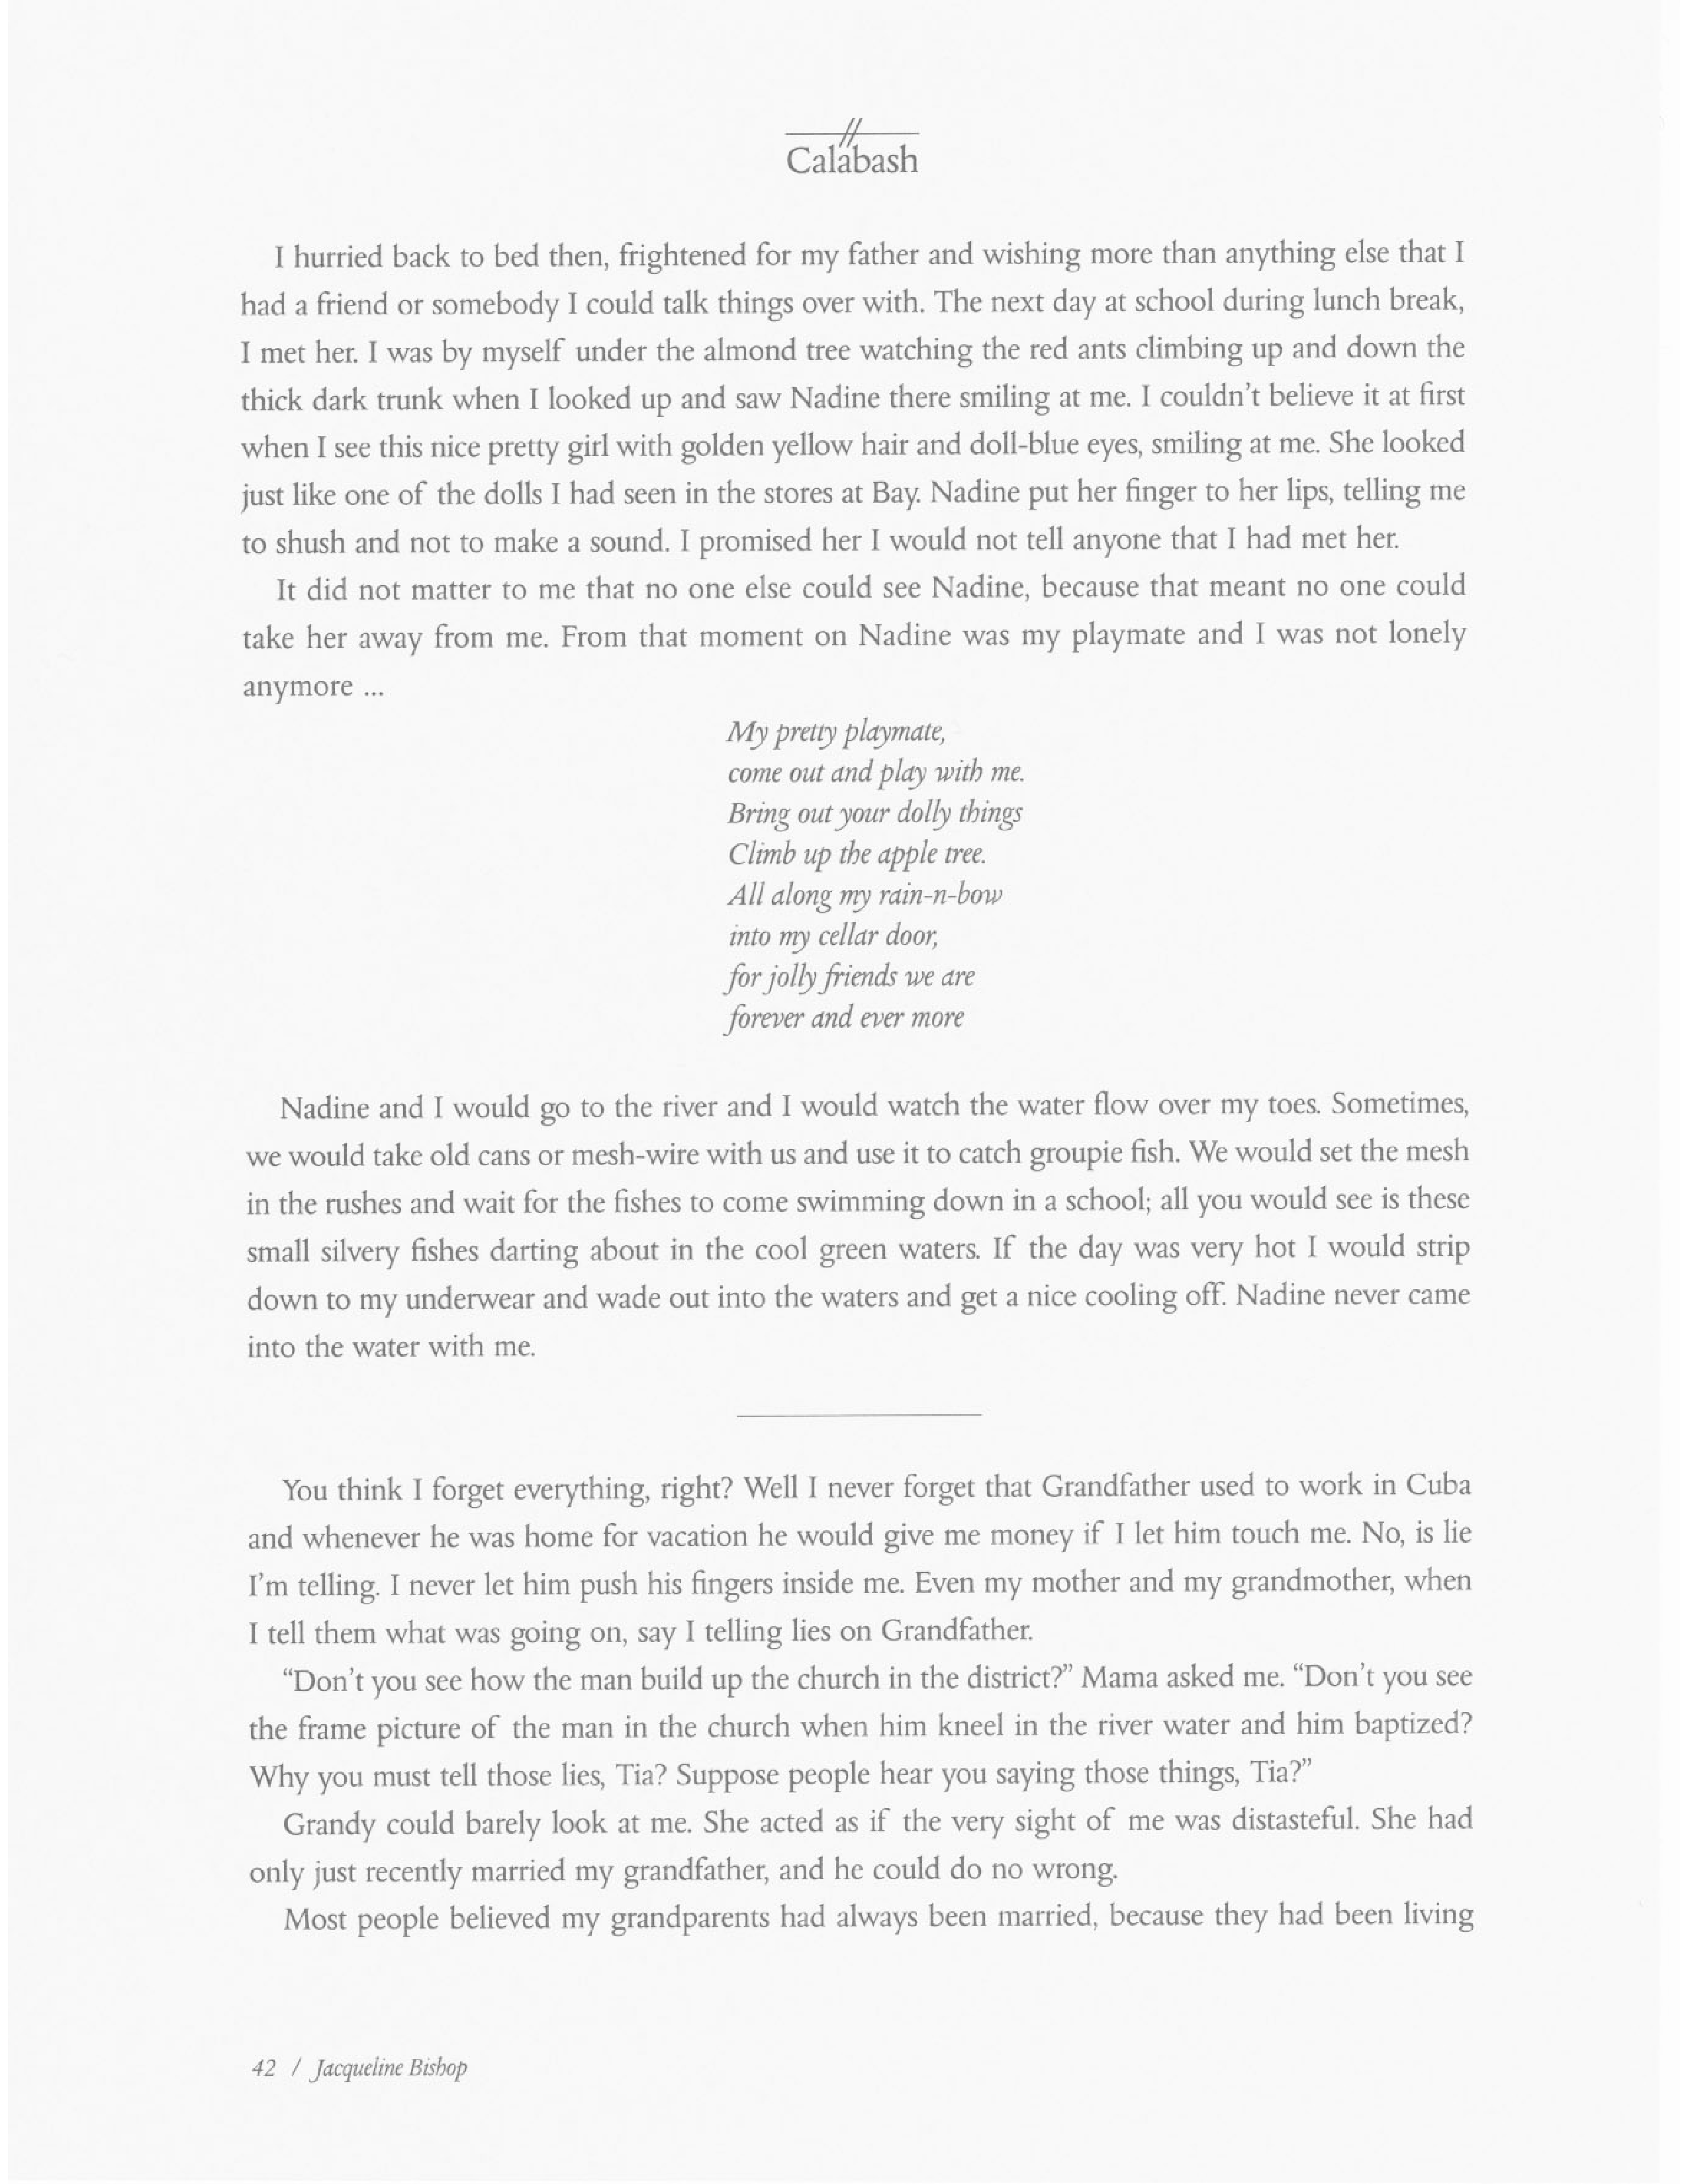 Calabash
I hurried back to bed then, frightened for my father and wishing more than anything else that I
had a friend or somebody I could talk things over with. The next day at school during lunch break,
I met her. I was by myself under the almond tree watching the red ants climbing up and down the
thick dark trunk when I looked up and saw Nadine there smiling at me. I couldn't believe it at first
when I see this nice pretty girl with golden yellow hair and doll-blue eyes, smiling at me. She looked
just like one of the dolls I had seen in the stores at Bay. Nadine put her finger to her lips, telling me
to shush and not to make a sound. I promised her I would not tell anyone that I had met her.
It did not matter to me that no one else could see Nadine, because that meant no one could
take her away from me. From that moment on Nadine was my playmate and I was not lonely
anymore ...
My pretty playmate,
come out and play with me.
Bring out your dolly things
Climb up the apple tree.
All along my rain-n-bow
into my cellar door,
for jolly friends we are
forever and ever more
Nadine and I would go to the river and I would watch the water flow over my toes. Sometimes,
we would take old cans or mesh-wire with us and use it to catch groupie fish. We would set the mesh
in the rushes and wait for the fishes to come swimming down in a school; all you would see is these
small silvery fishes darting about in the cool green waters. If the day was very hot I would strip
down to my underwear and wade out into the waters and get a nice cooling off. Nadine never came
into the water with me.
You think I forget everything, right? Well I never forget that Grandfather used to work in Cuba
and whenever he was home for vacation he would give me money if I let him touch me. No, is lie
I'm telling. I never let him push his fingers inside me. Even my mother and my grandmother, when
I tell them what was going on, say I telling lies on Grandfather.
"Don't you see how the man build up the church in the district?" Mama asked me. "Don't you see
the frame picture of the man in the church when him kneel in the river water and him baptized?
Why you must tell those lies, Tia? Suppose people hear you saying those things, Tia?"
Grandy could barely look at me. She acted as if the very sight of me was distasteful. She had
only just recently married my grandfather, and he could do no wrong.
Most people believed my grandparents had always been married, because they had been living
42 / Jacqueline Bishop